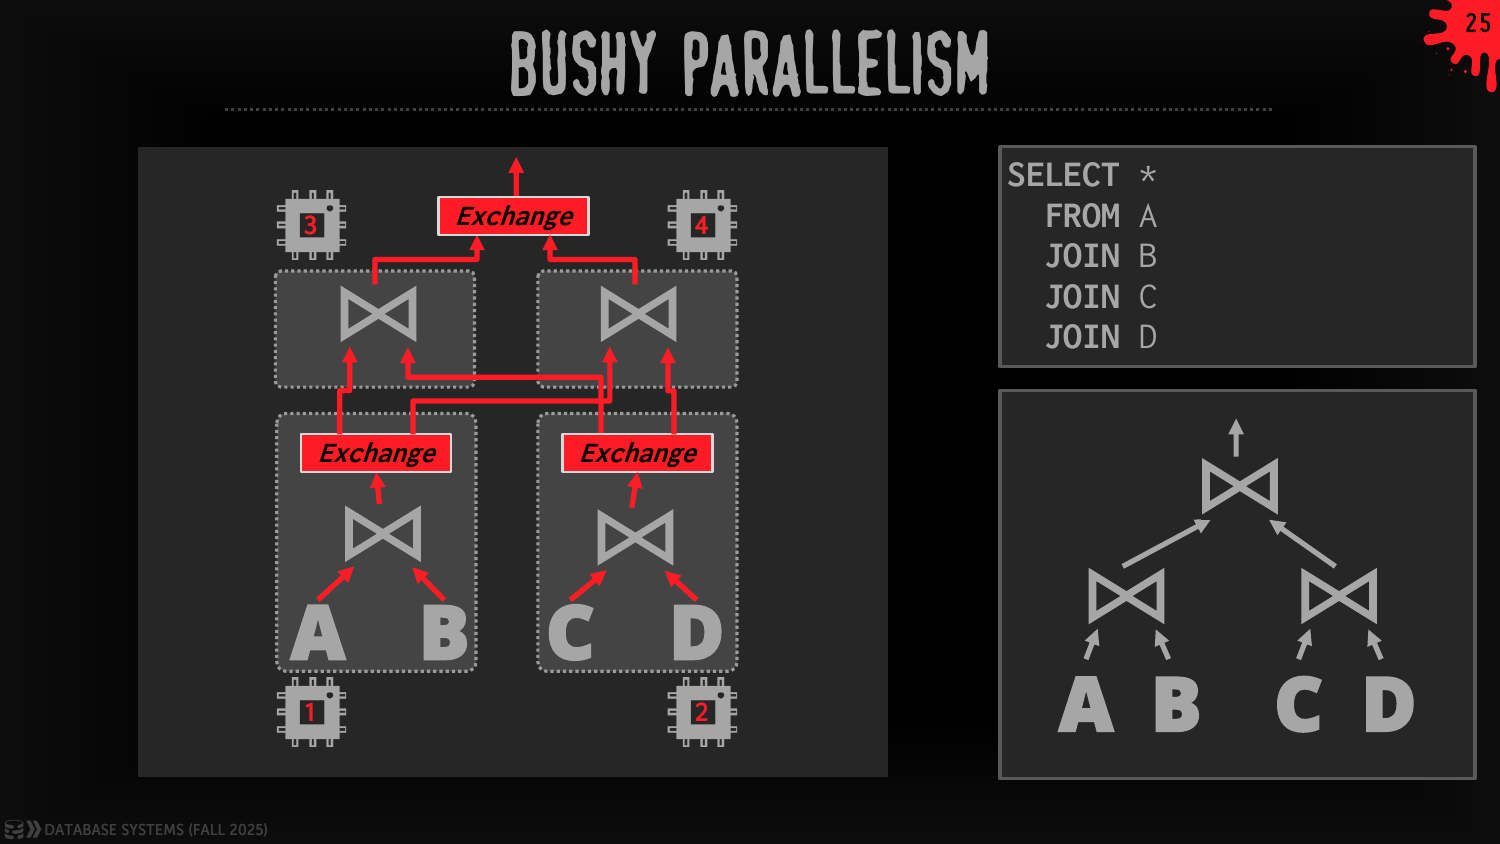 BUSHY PARALLELISM
25
3
Exchange
4
Exchange
Exchange
A B C D
1
2
SELECT *
FROM A
JOIN B
JOIN C
JOIN D
A B C D
DATABASE SYSTEMS (FALL 2025)